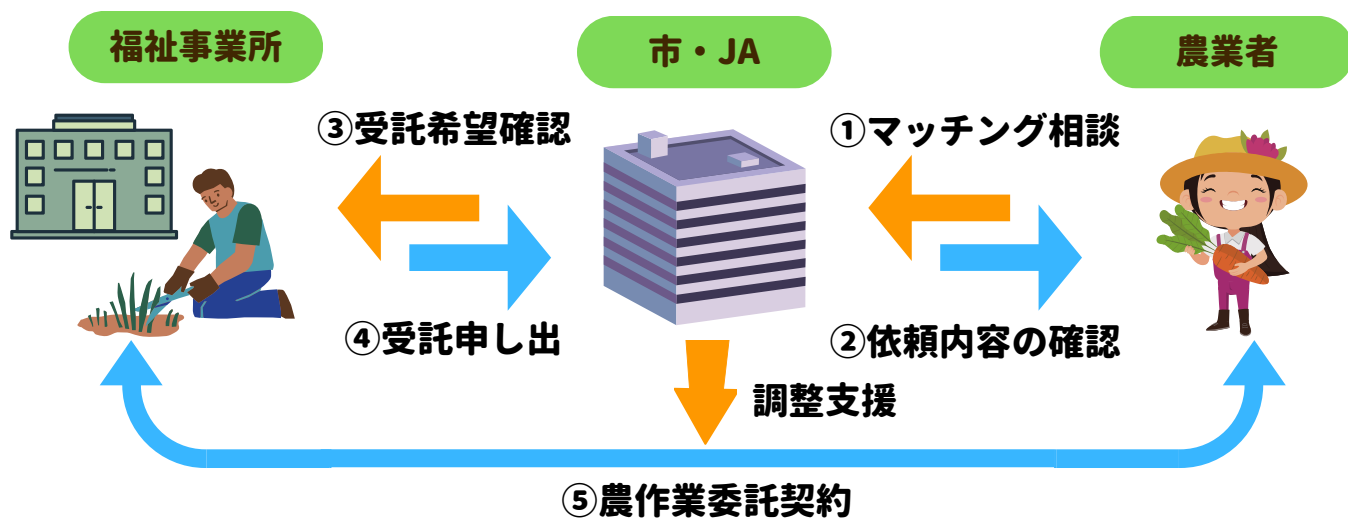 福祉事業所
市・JA
農業者
③受託希望確認
①マッチング相談
④受託申し出
②依頼内容の確認
調整支援
⑤農作業委託契約